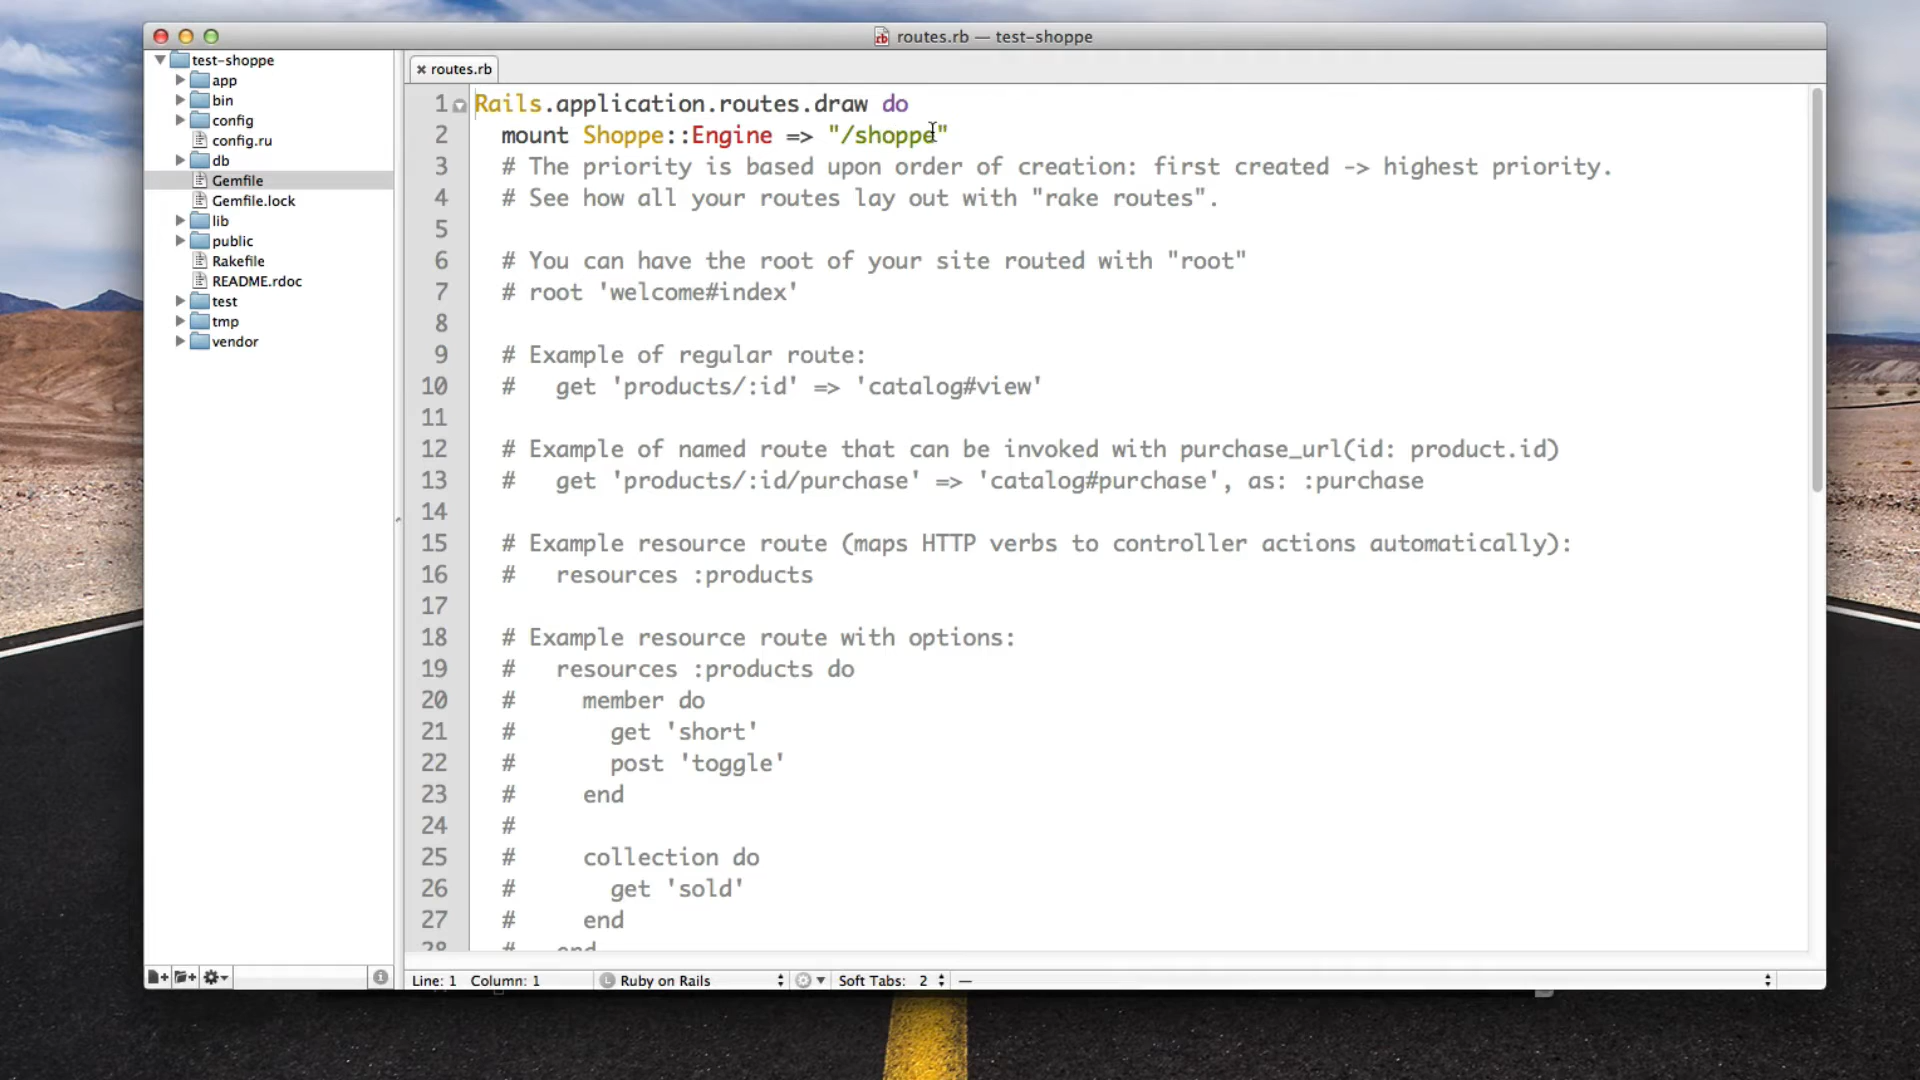 routes.rb — test-shoppe
test-shoppe
app
bin
config
config.ru
db
Gemfile
Gemfile.lock
lib
public
Rakefile
README.rdoc
test
tmp
vendor
routes.rb
1 Rails.application.routes.draw do
2 mount Shoppe::Engine => "/shoppe"
3 # The priority is based upon order of creation: first created -> highest priority.
4 # See how all your routes lay out with "rake routes".
5
6 # You can have the root of your site routed with "root"
7 # root 'welcome#index'
8
9 # Example of regular route:
10 #   get 'products/:id' => 'catalog#view'
11
12 # Example of named route that can be invoked with purchase_url(id: product.id)
13 #   get 'products/:id/purchase' => 'catalog#purchase', as: :purchase
14
15 # Example resource route (maps HTTP verbs to controller actions automatically):
16 #   resources :products
17
18 # Example resource route with options:
19 #   resources :products do
20 #     member do
21 #       get 'short'
22 #       post 'toggle'
23 #     end
24 #
25 #     collection do
26 #       get 'sold'
27 #     end
28 #   end
Line: 1 Column: 1 Ruby on Rails Soft Tabs: 2 —